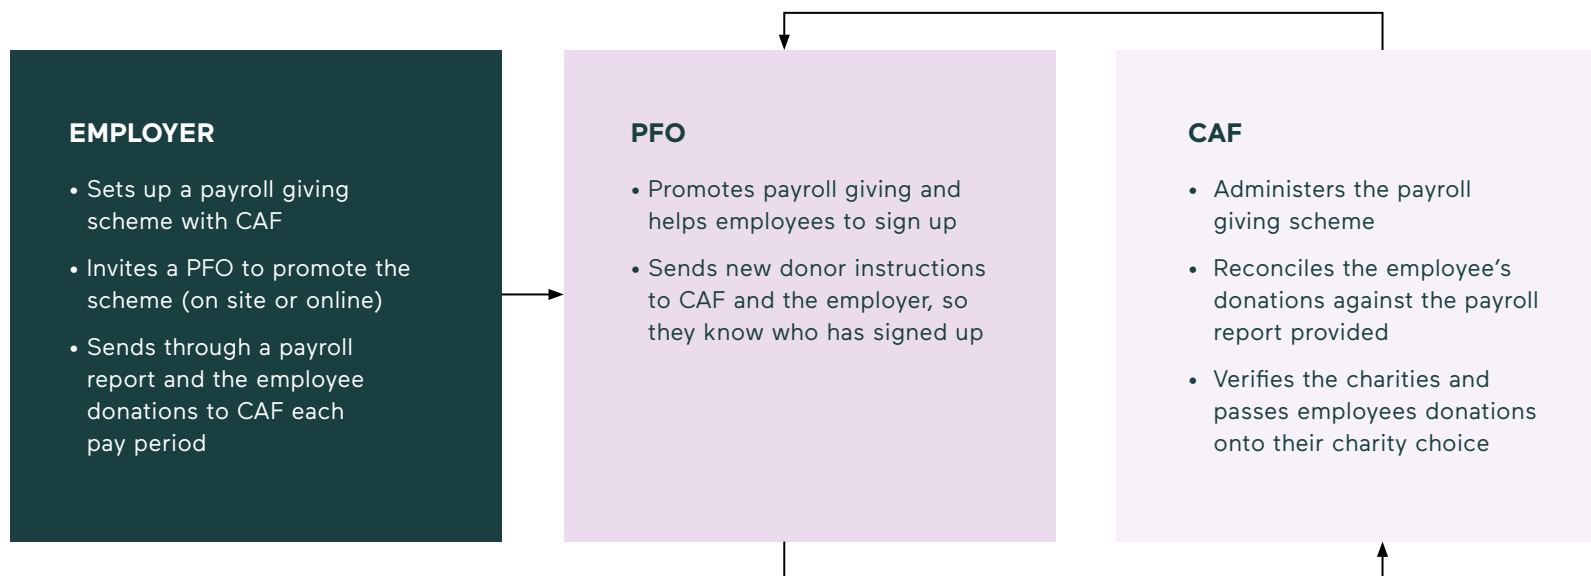 EMPLOYER
• Sets up a payroll giving
scheme with CAF
• Invites a PFO to promote the
scheme (on site or online)
• Sends through a payroll
report and the employee
donations to CAF each
pay period
PFO
• Promotes payroll giving and
helps employees to sign up
• Sends new donor instructions
to CAF and the employer, so
they know who has signed up
CAF
• Administers the payroll
giving scheme
• Reconciles the employee’s
donations against the payroll
report provided
• Verifies the charities and
passes employees donations
onto their charity choice